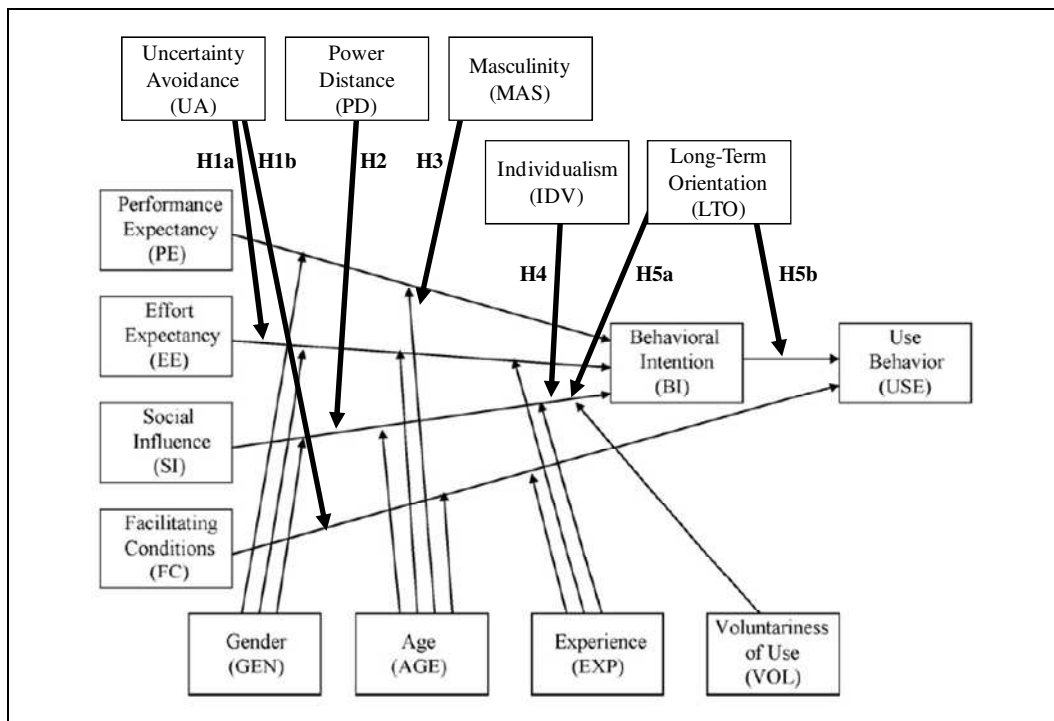 Uncertainty
Avoidance
(UA)
Power
Distance
(PD)
Masculinity
(MAS)
H1a
H1b
H2
H3
Individualism
(IDV)
Long-Term
Orientation
(LTO)
Performance
Expectancy
(PE)
H4
H5a
H5b
Effort
Expectancy
(EE)
Behavioral
Intention
(BI)
Use
Behavior
(USE)
Social
Influence
(SI)
Facilitating
Conditions
(FC)
Gender
(GEN)
Age
(AGE)
Experience
(EXP)
Voluntariness
of Use
(VOL)